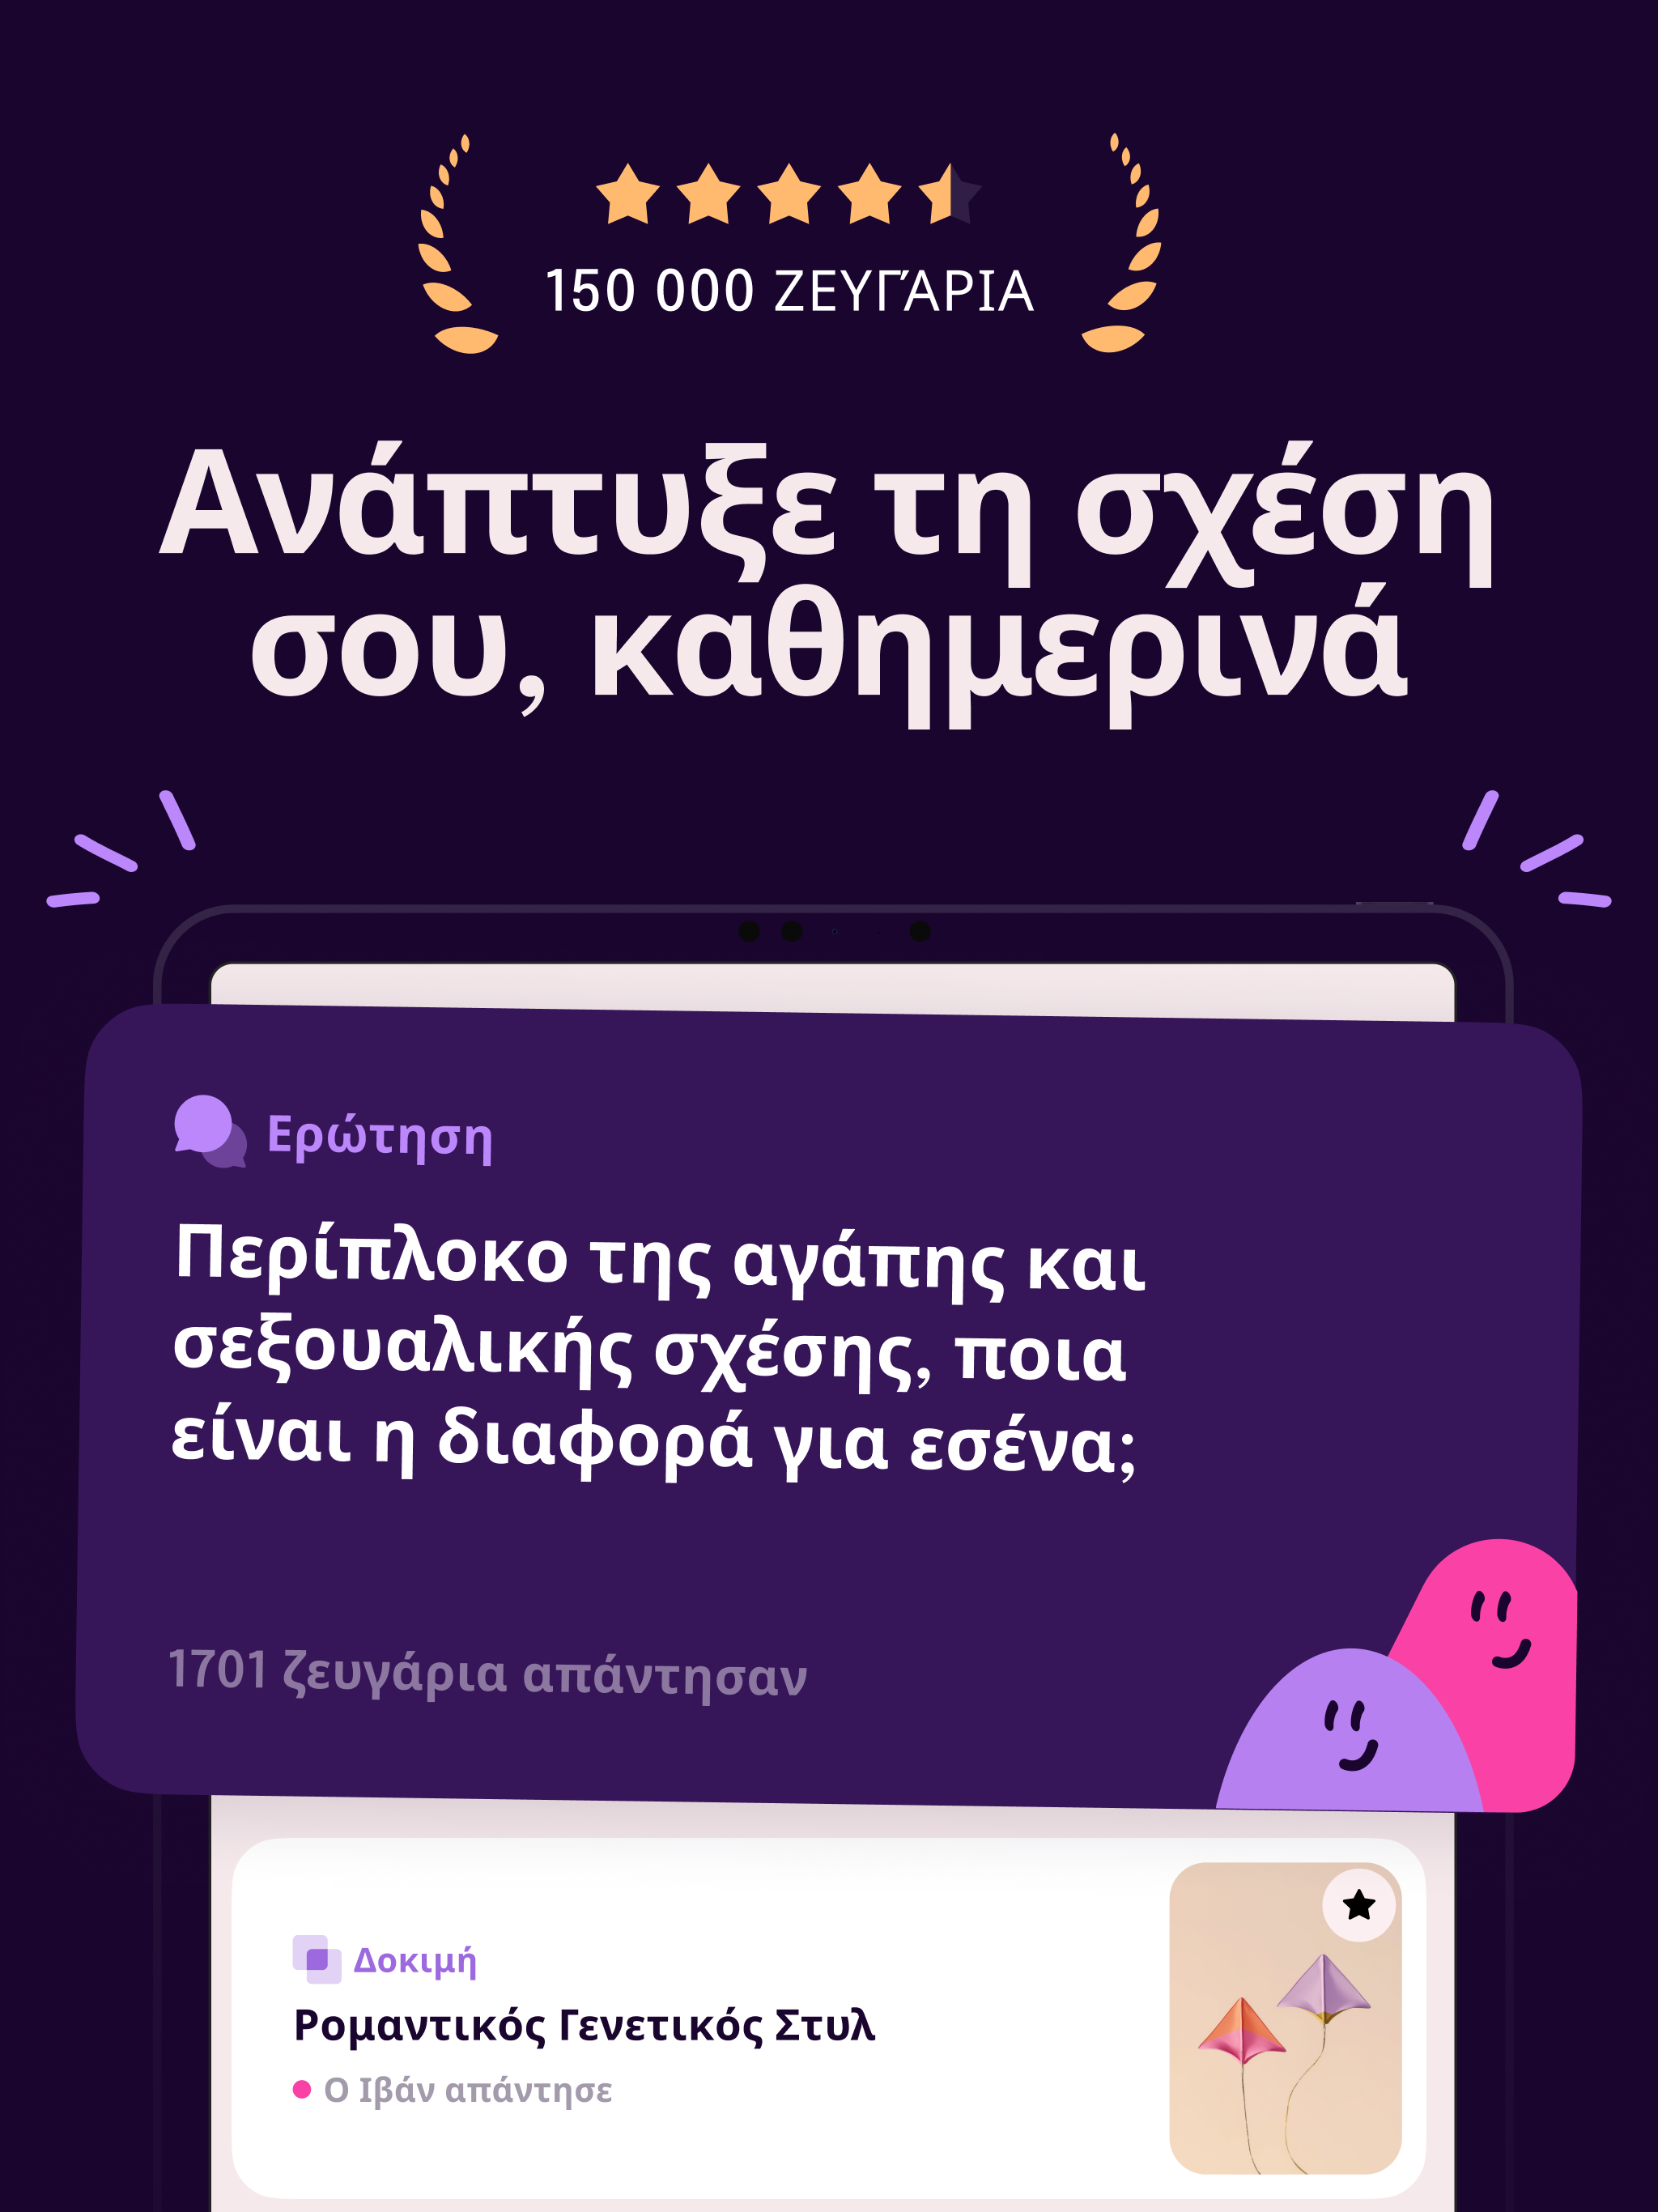 150 000 ΖΕΥΓΆΡΙΑ
Ανάπτυξε τη σχέση
σου, καθημερινά
Ερώτηση
Περίπλοκο της αγάπης και
σεξουαλικής σχέσης, ποια
είναι η διαφορά για εσένα;
1701 ζευγάρια απάντησαν
Δοκιμή
Ρομαντικός Γενετικός Στυλ
Ο Ιβάν απάντησε